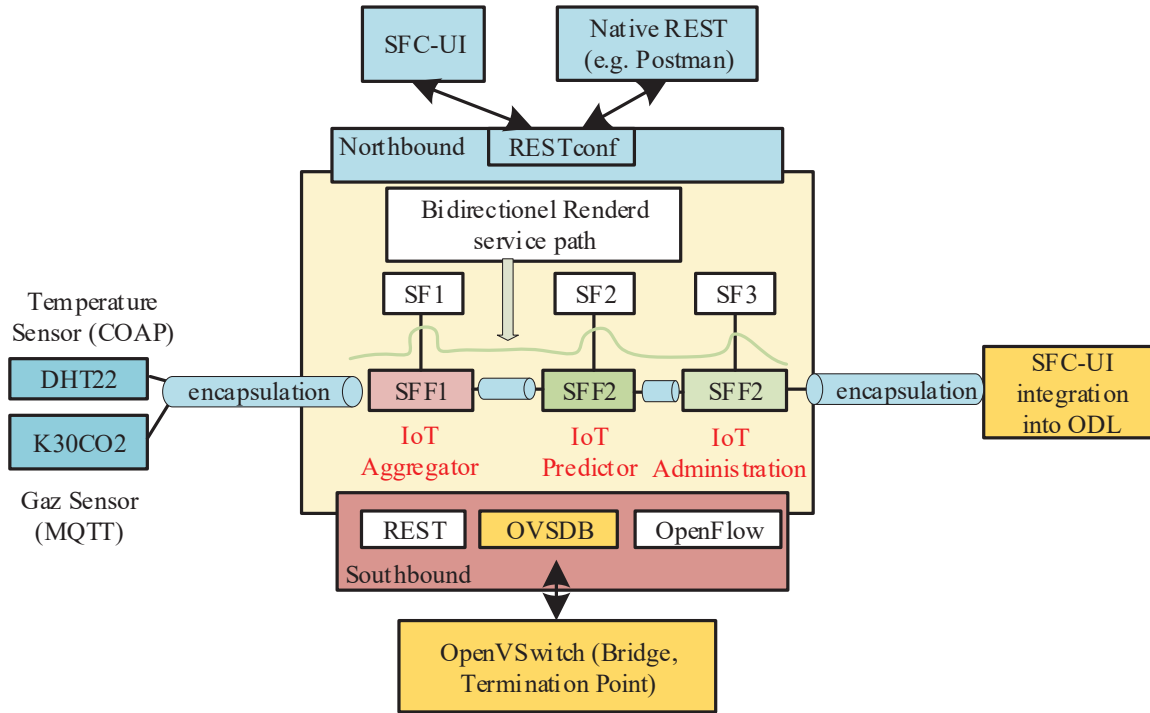 SFC-UI
Native REST
(e.g. Postman)
Northbound
RESTconf
Bidirectionel Renderd
service path
SF1
SF2
SF3
Temperature
Sensor (COAP)
DHT22
K30CO2
Gaz Sensor
(MQTT)
encapsulation
SFF1
SFF2
SFF2
encapsulation
SFC-UI
integration
into ODL
IoT
Aggregator
IoT
Predictor
IoT
Administration
REST
OVSDB
OpenFlow
Southbound
OpenVSwitch (Bridge,
Termination Point)